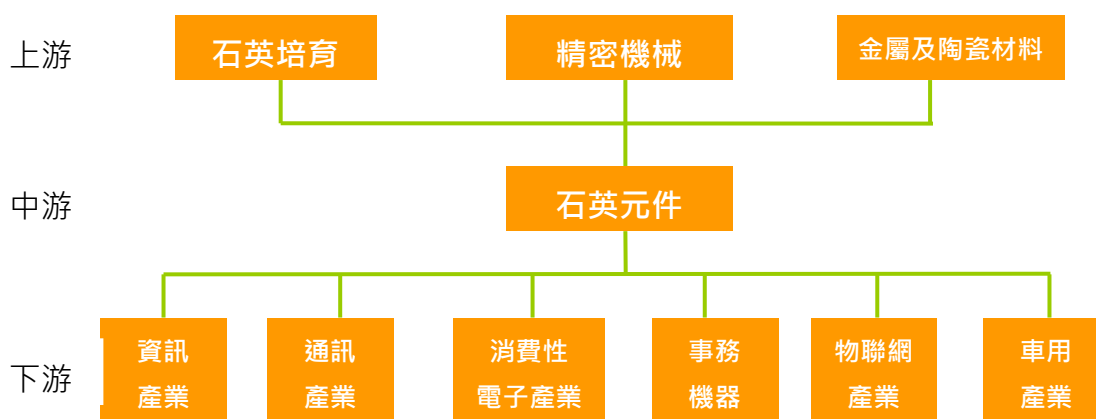 上游
石英培育
精密機械
金屬及陶瓷材料
中游
石英元件
下游
資訊
產業
通訊
產業
消費性
電子產業
事務
機器
物聯網
產業
車用
產業